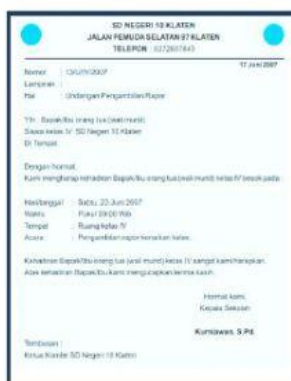 SD NEGERI 10 KLATEN
JALAN PEMUDA SELATAN 97 KLATEN
TELEPON : 0272607843
17 Juni 2007
Nomor :
Lampiran :
Hal : Undangan Pengambilan Rapor
Yth : Bapak/Ibu orang tua (wali murid)
Siswa kelas IV SD Negeri 10 Klaten
Di Tempat
Dengan hormat,
Kami mengharap kehadiran Bapak/Ibu orang tua (wali murid) kelas IV besok pada:
Hari/tanggal : Sabtu, 23 Juni 2007
Waktu : Pukul 09.00 Wib
Tempat : Ruang kelas IV
Acara : Pengambilan rapor kenaikan kelas.
Kehadiran Bapak/Ibu orang tua (wali murid) kelas IV sangat kami harapkan.
Atas kehadiran Bapak/Ibu kami mengucapkan terima kasih.
Hormat kami,
Kepala Sekolah
Kurniawan, S.Pd
Tembusan :
Ketua Komite SD Negeri 10 Klaten